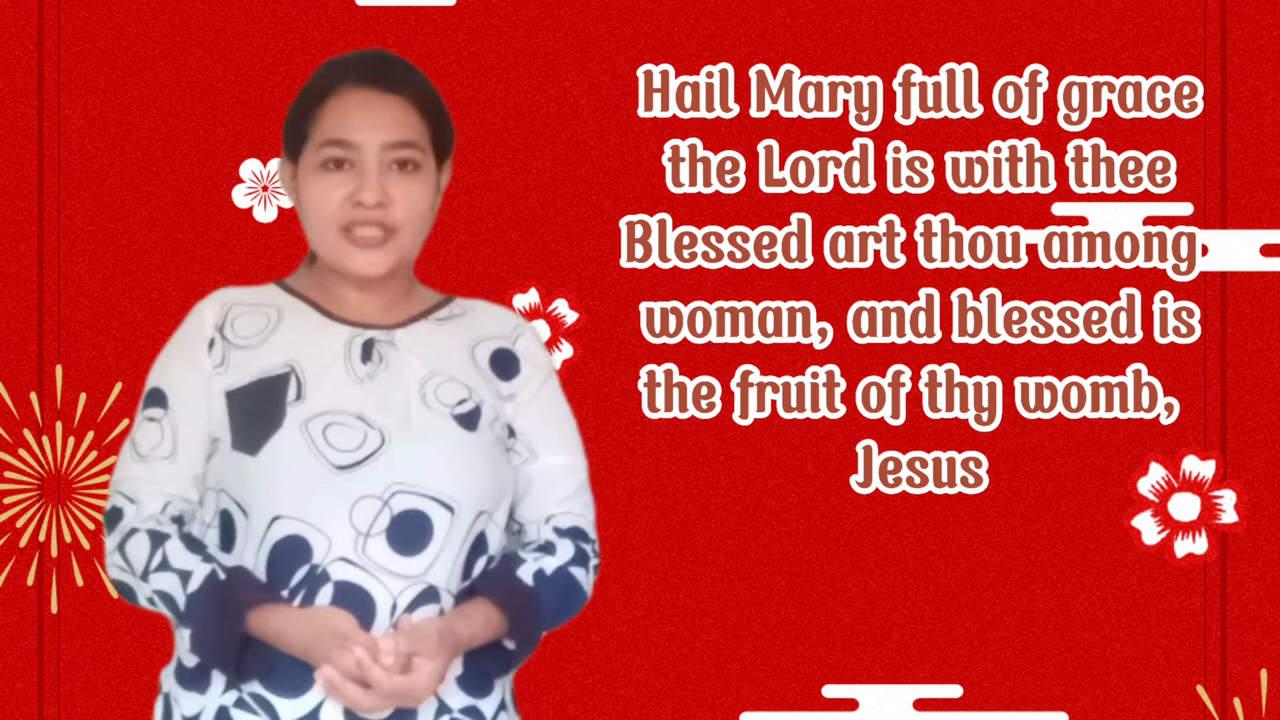 Hail Mary full of grace
the Lord is with thee
Blessed art thou among
woman, and blessed is
the fruit of thy womb,
Jesus